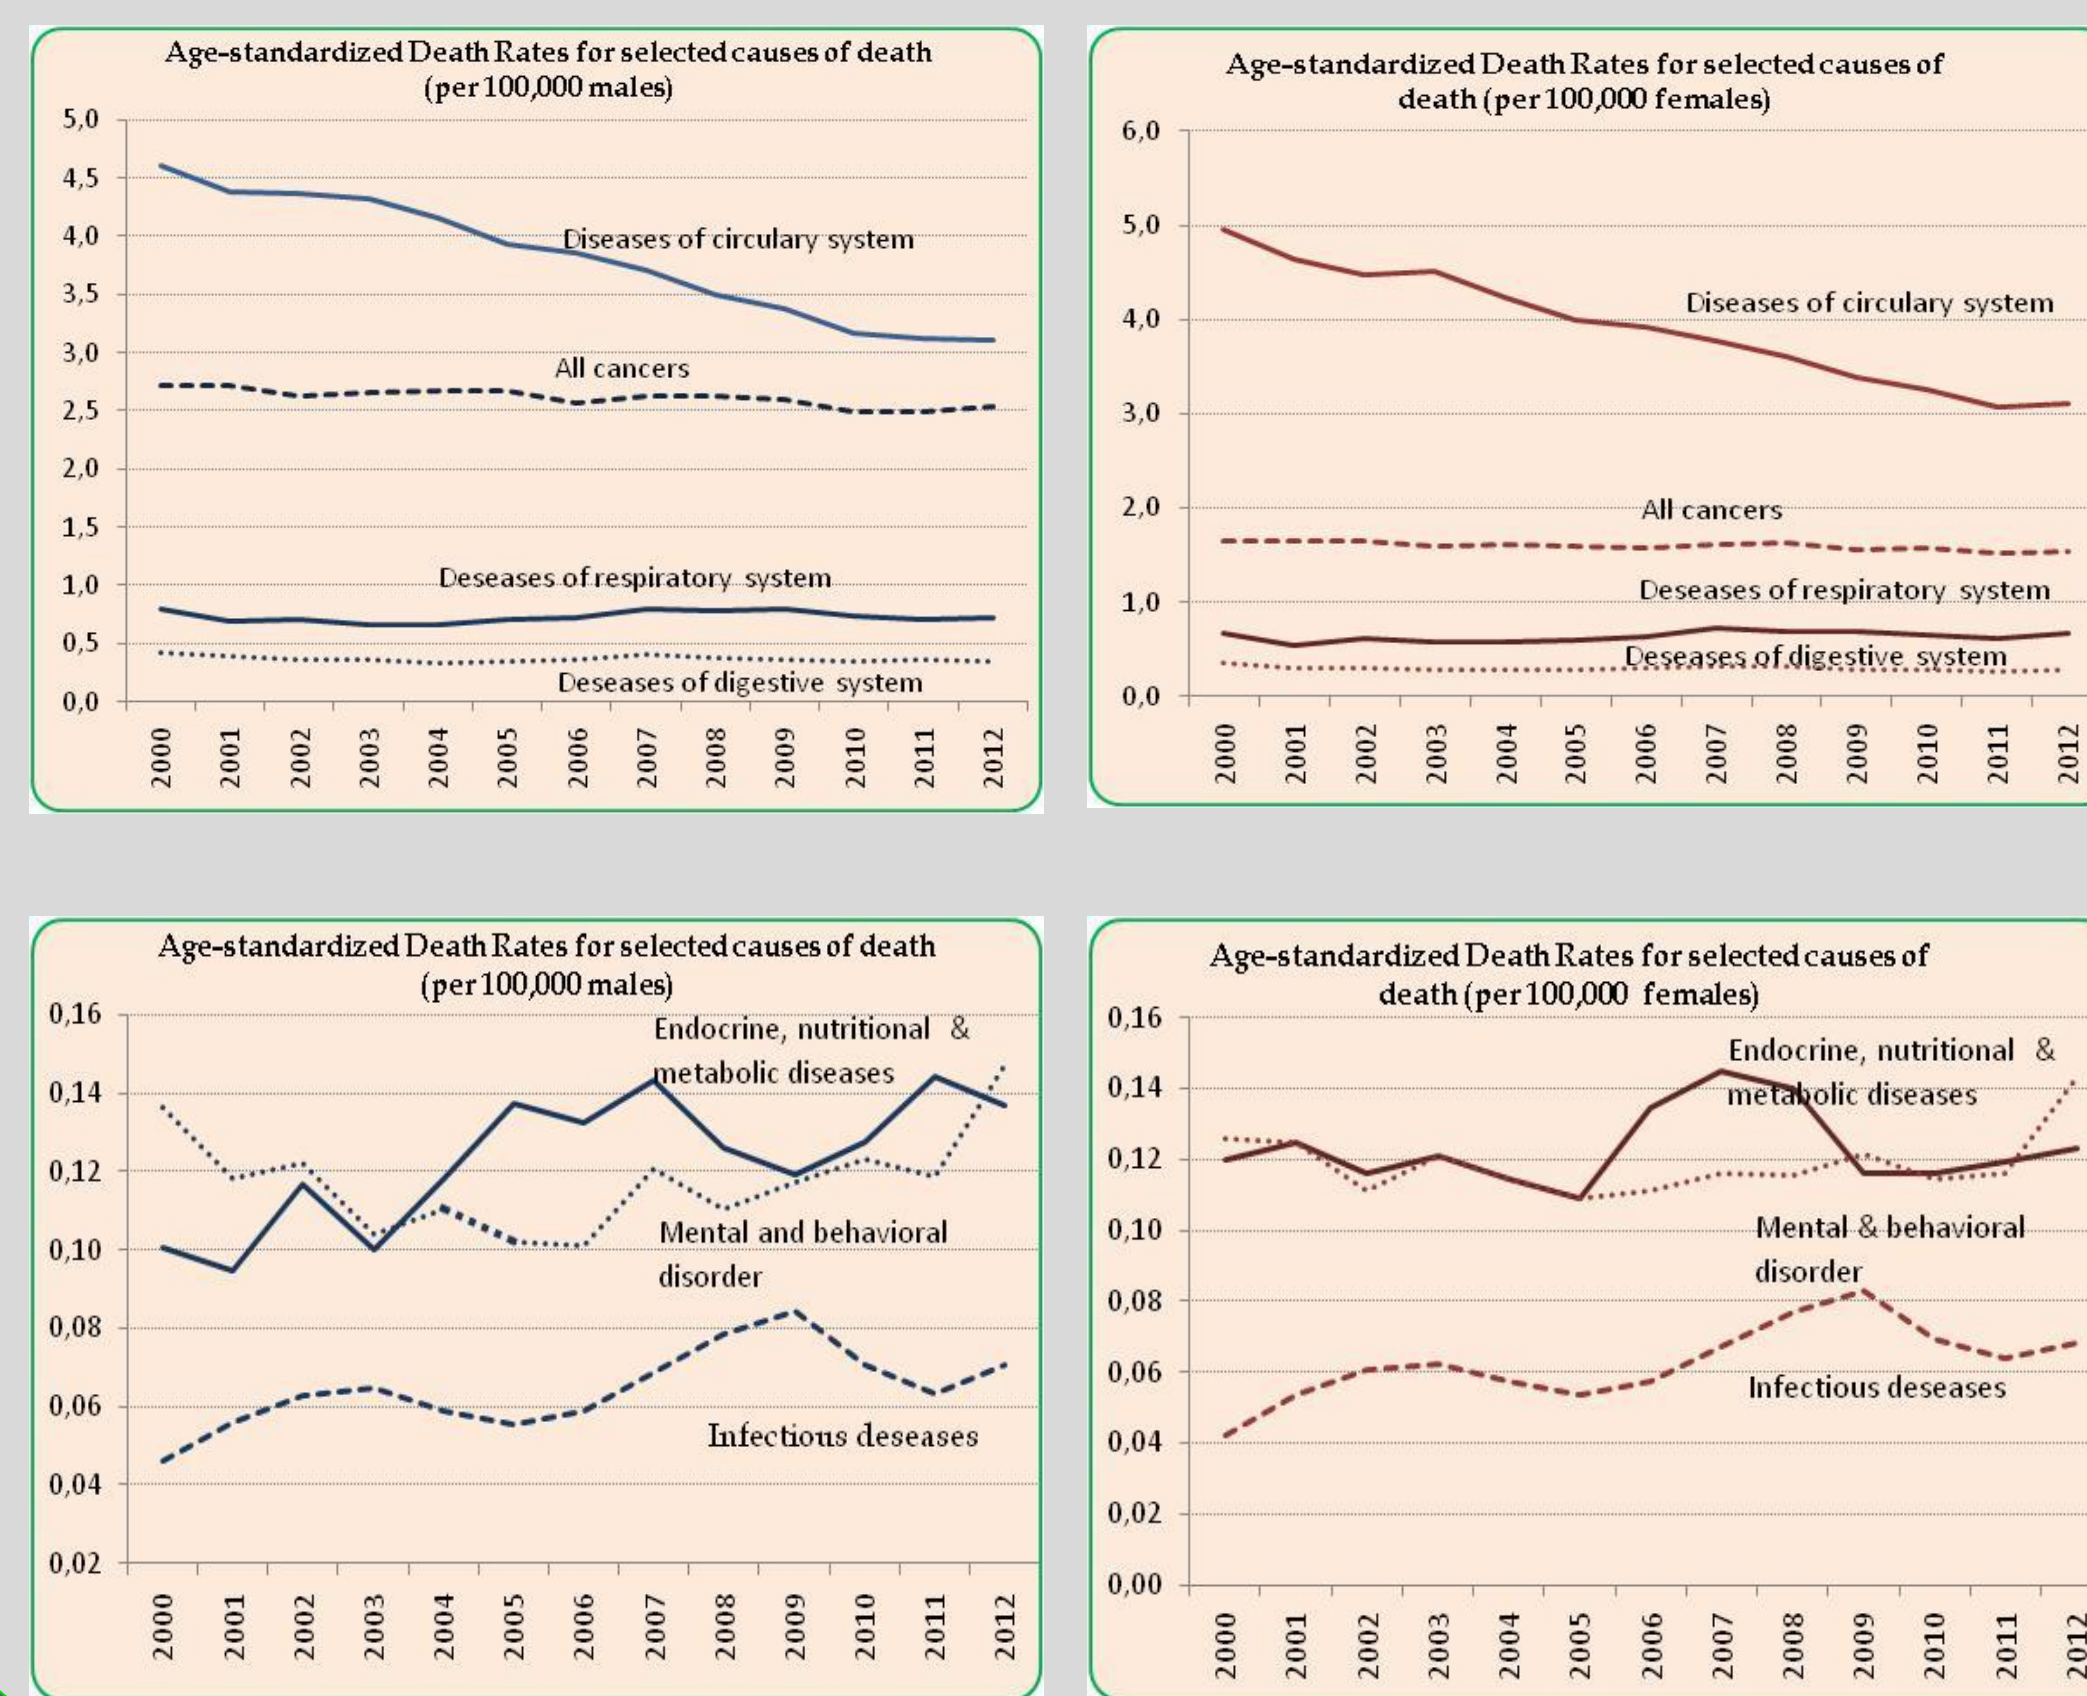 Age-standardized Death Rates for selected causes of death
(per 100,000 males)
5,0
4,5
4,0
3,5
3,0
2,5
2,0
1,5
1,0
0,5
0,0
Diseases of circulary system
All cancers
Deseases of respiratory system
Deseases of digestive system
2000 2001 2002 2003 2004 2005 2006 2007 2008 2009 2010 2011 2012
Age-standardized Death Rates for selected causes of
death (per 100,000 females)
6,0
5,0
4,0
3,0
2,0
1,0
0,0
Diseases of circulary system
All cancers
Deseases of respiratory system
Deseases of digestive system
2000 2001 2002 2003 2004 2005 2006 2007 2008 2009 2010 2011 2012
Age-standardized Death Rates for selected causes of death
(per 100,000 males)
0,16
0,14
0,12
0,10
0,08
0,06
0,04
0,02
Endocrine, nutritional &
metabolic diseases
Mental and behavioral
disorder
Infectious deseases
2000 2001 2002 2003 2004 2005 2006 2007 2008 2009 2010 2011 2012
Age-standardized Death Rates for selected causes of
death (per 100,000 females)
0,16
0,14
0,12
0,10
0,08
0,06
0,04
0,02
0,00
Endocrine, nutritional &
metabolic diseases
Mental & behavioral
disorder
Infectious deseases
2000 2001 2002 2003 2004 2005 2006 2007 2008 2009 2010 2011 2012